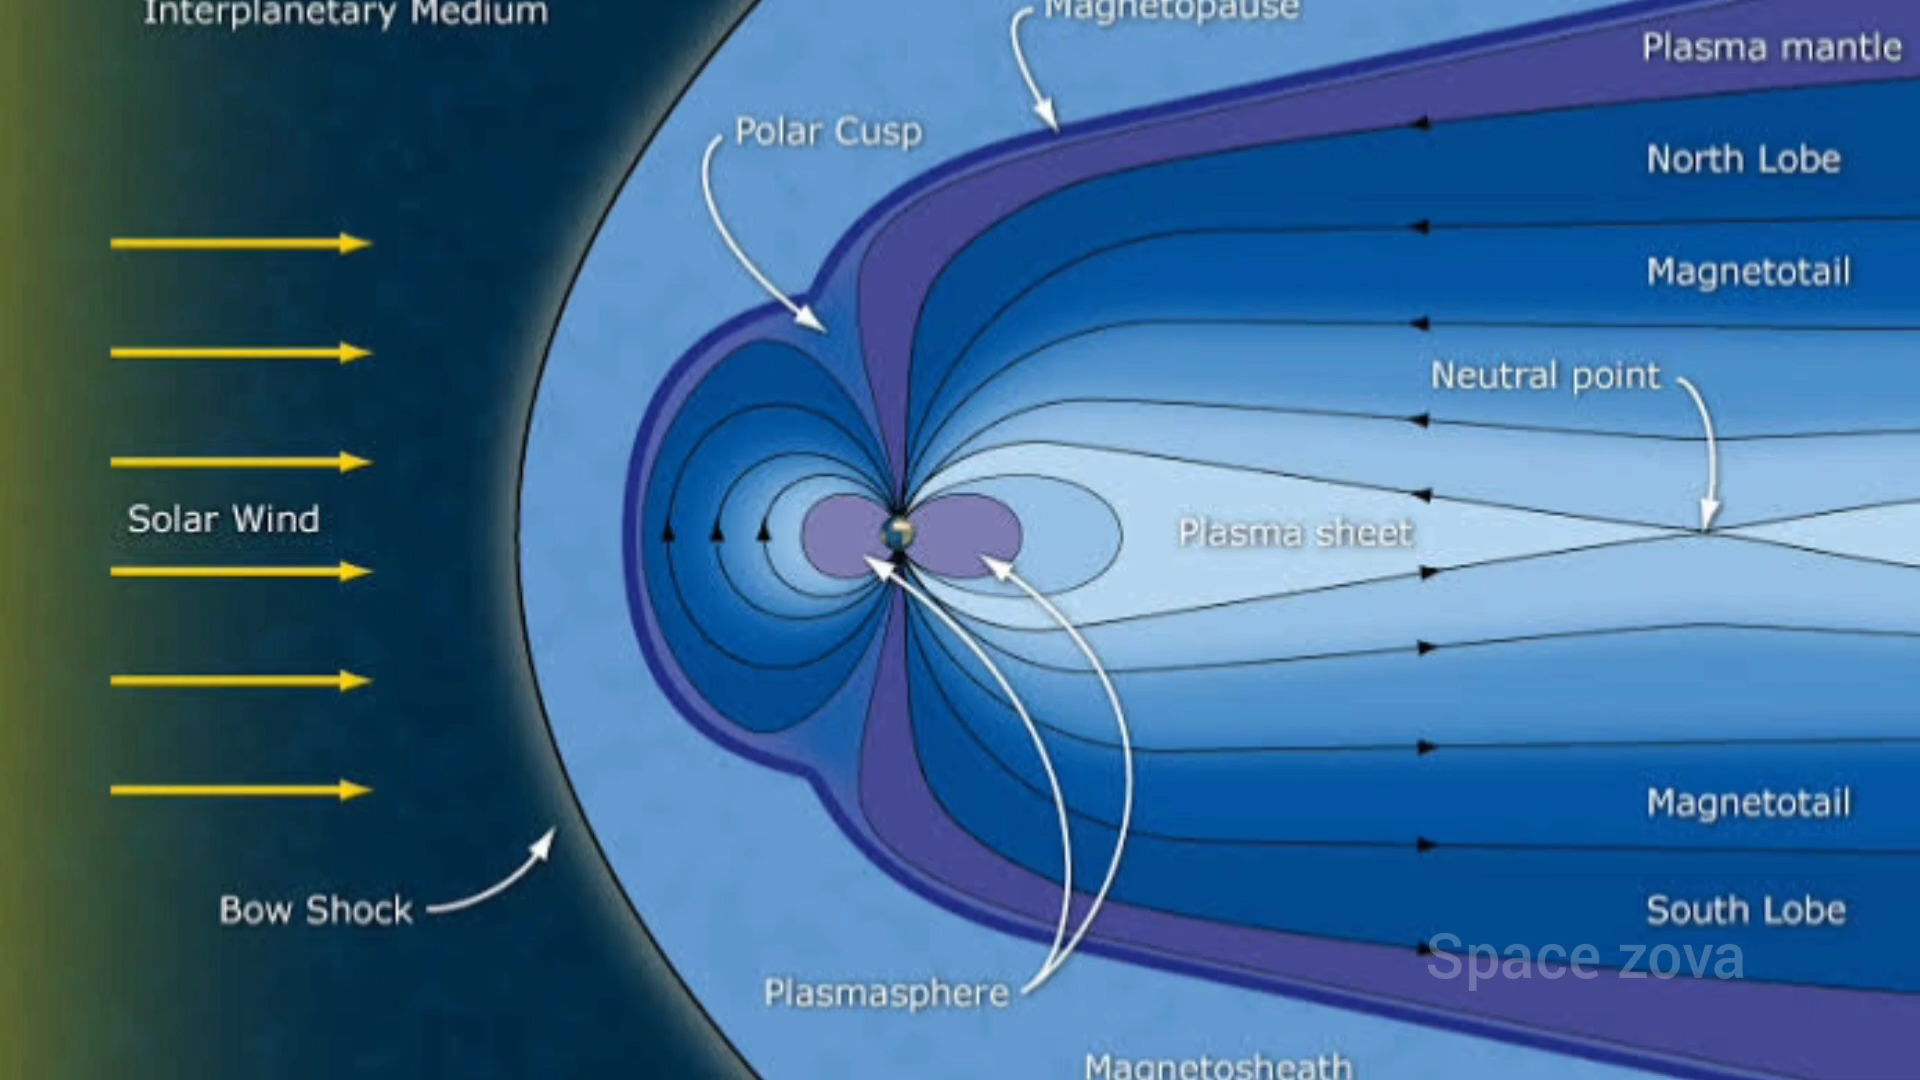 Interplanetary Medium
Magnetopause
Plasma mantle
Polar Cusp
North Lobe
Magnetotail
Neutral point
Solar Wind
Plasma sheet
Magnetotail
Bow Shock
South Lobe
Space zova
Plasmasphere
Magnetosheath